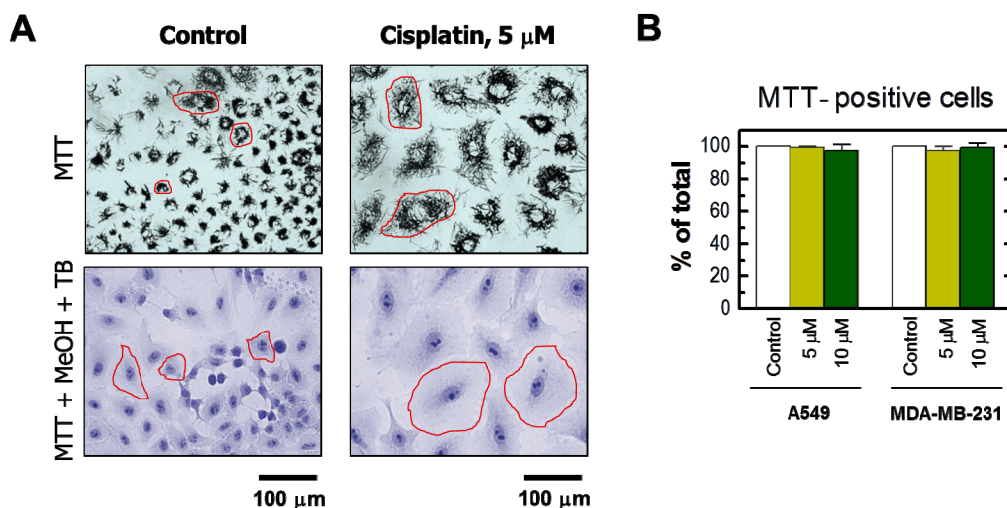 A
Control
Cisplatin, 5 μM
MTT
MTT + MeOH + TB
100 μm
100 μm
B
MTT- positive cells
% of total
100
80
60
40
20
0
Control
5 μM
10 μM
Control
5 μM
10 μM
A549
MDA-MB-231